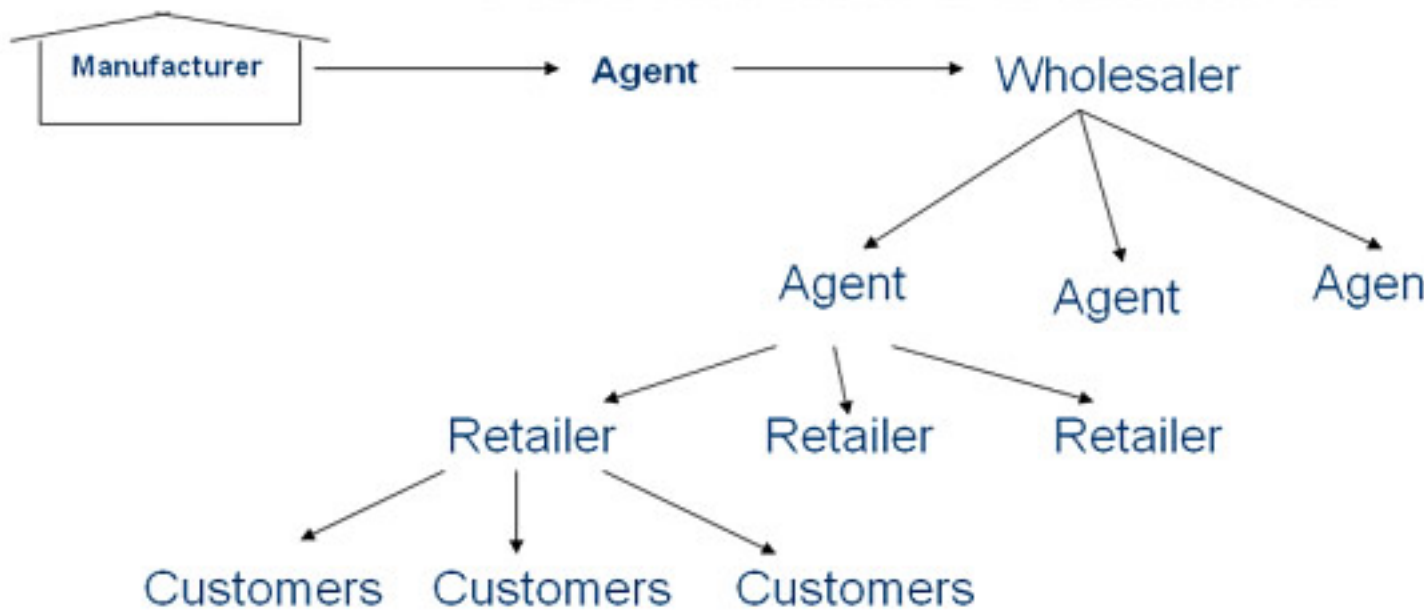 Manufacturer Agent Wholesaler
Agent Agent Agen
Retailer Retailer Retailer
Customers Customers Customers